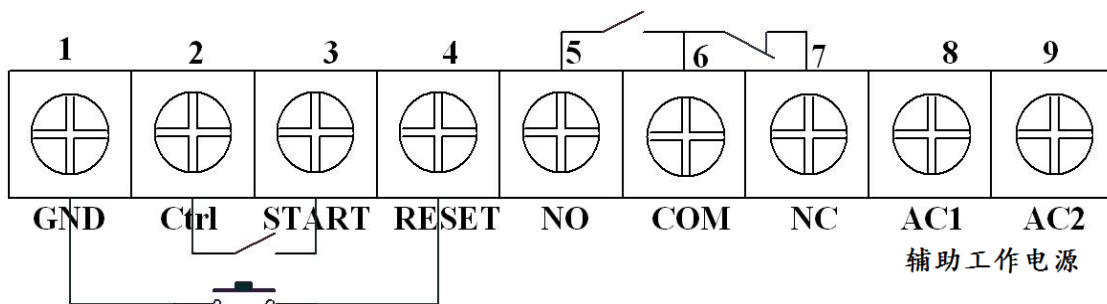 1 2 3 4 5 6 7 8 9
GND Ctrl START RESET NO COM NC AC1 AC2
辅助工作电源